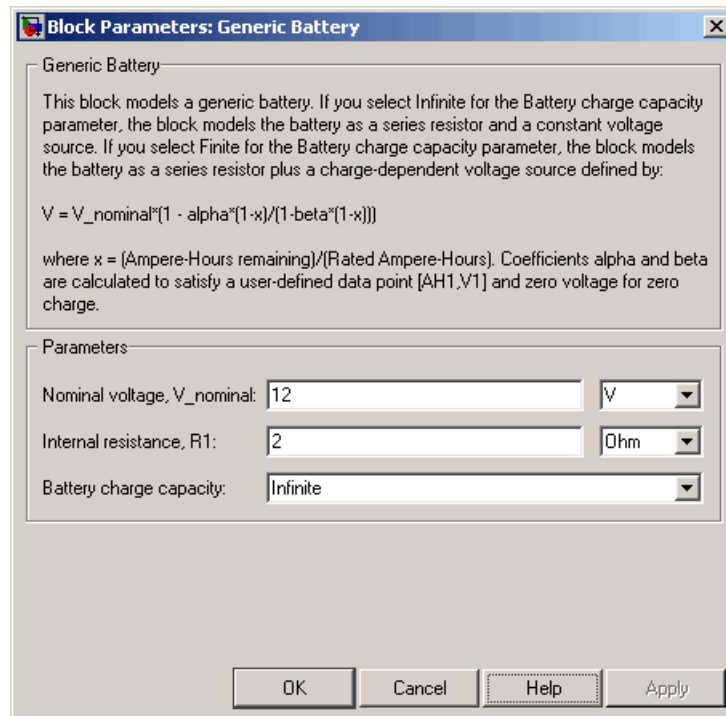 Block Parameters: Generic Battery
Generic Battery
This block models a generic battery. If you select Infinite for the Battery charge capacity
parameter, the block models the battery as a series resistor and a constant voltage
source. If you select Finite for the Battery charge capacity parameter, the block models
the battery as a series resistor plus a charge-dependent voltage source defined by:
V = V_nominal*(1 - alpha*(1-x)/(1-beta*(1-x)))
where x = (Ampere-Hours remaining)/(Rated Ampere-Hours). Coefficients alpha and beta
are calculated to satisfy a user-defined data point [AH1,V1] and zero voltage for zero
charge.
Parameters
Nominal voltage, V_nominal: 12 V
Internal resistance, R1: 2 Ohm
Battery charge capacity: Infinite
OK Cancel Help Apply